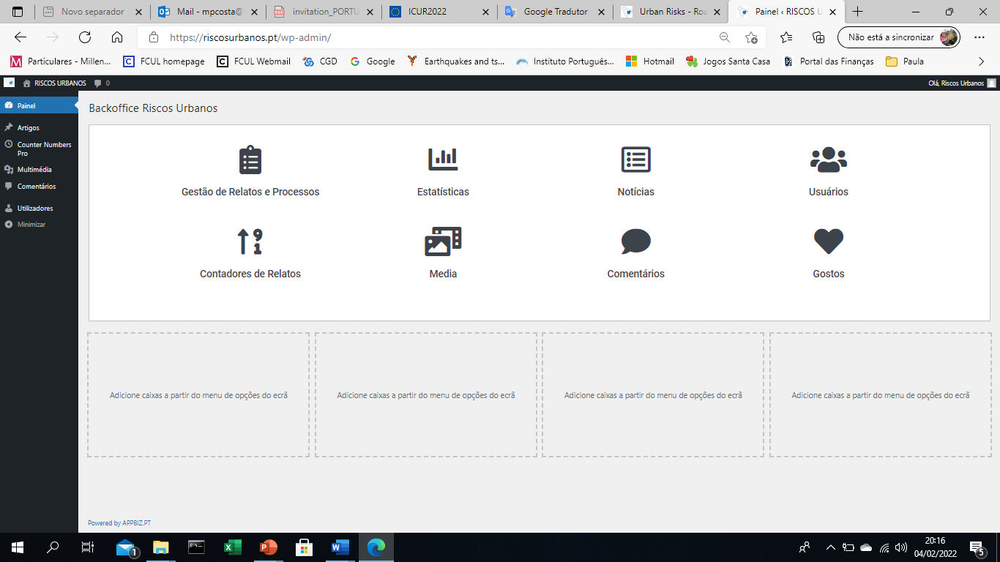 Novo separador
Mail - mpcosta@
invitation_PORTU
ICUR2022
Google Tradutor
Urban Risks - Roa
Painel ‹ RISCOS U
https://riscosurbanos.pt/wp-admin/
Não está a sincronizar
Particulares - Millen...
FCUL homepage
FCUL Webmail
CGD
Google
Earthquakes and ts...
Instituto Português...
Hotmail
Jogos Santa Casa
Portal das Finanças
Paula
RISCOS URBANOS
0
Olá, Riscos Urbanos
Painel
Artigos
Counter Numbers
Pro
Multimédia
Comentários
Utilizadores
Minimizar
Backoffice Riscos Urbanos
Gestão de Relatos e Processos
Estatísticas
Notícias
Usuários
Contadores de Relatos
Media
Comentários
Gostos
Adicione caixas a partir do menu de opções do ecrã
Adicione caixas a partir do menu de opções do ecrã
Adicione caixas a partir do menu de opções do ecrã
Adicione caixas a partir do menu de opções do ecrã
Powered by APPBIZ.PT
1
20:16
04/02/2022
5